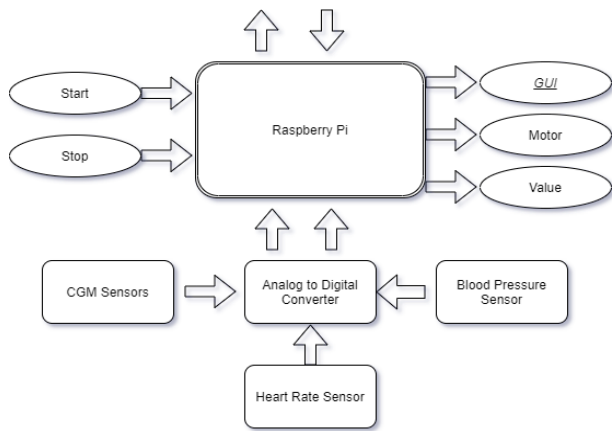 Start
Stop
Raspberry Pi
GUI
Motor
Value
CGM Sensors
Analog to Digital
Converter
Blood Pressure
Sensor
Heart Rate Sensor